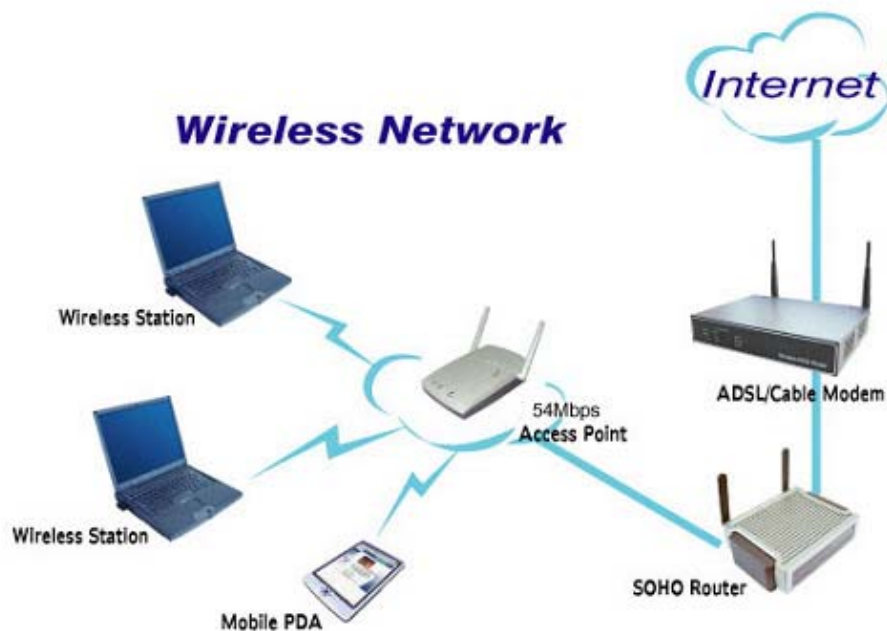 Internet
Wireless Network
Wireless Station
54Mbps
Access Point
ADSL/Cable Modem
Wireless Station
SOHO Router
Mobile PDA